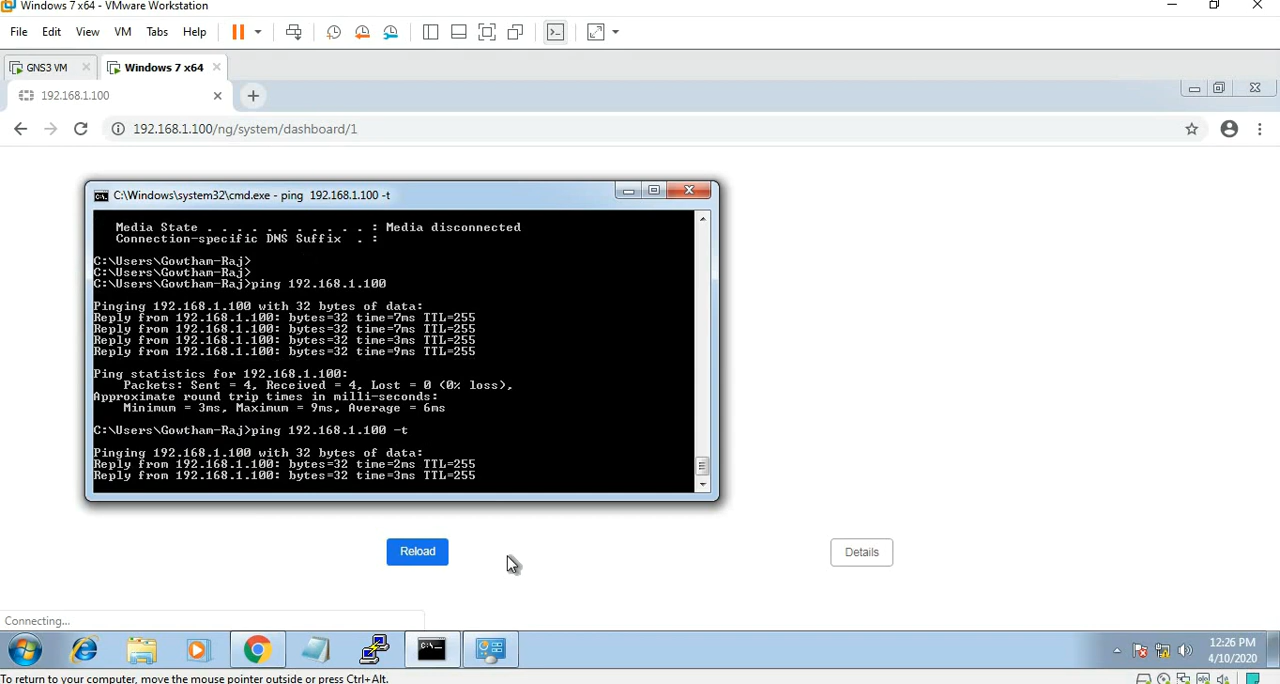 Windows 7 x64 - VMware Workstation
File Edit View VM Tabs Help
GNS3 VM Windows 7 x64
192.168.1.100
192.168.1.100/ng/system/dashboard/1
C:\Windows\system32\cmd.exe - ping 192.168.1.100 -t
Media State . . . . . . . . . . . : Media disconnected
Connection-specific DNS Suffix . :
C:\Users\Gowtham-Raj>
C:\Users\Gowtham-Raj>
C:\Users\Gowtham-Raj>ping 192.168.1.100
Pinging 192.168.1.100 with 32 bytes of data:
Reply from 192.168.1.100: bytes=32 time=7ms TTL=255
Reply from 192.168.1.100: bytes=32 time=7ms TTL=255
Reply from 192.168.1.100: bytes=32 time=3ms TTL=255
Reply from 192.168.1.100: bytes=32 time=9ms TTL=255
Ping statistics for 192.168.1.100:
Packets: Sent = 4, Received = 4, Lost = 0 (0% loss),
Approximate round trip times in milli-seconds:
Minimum = 3ms, Maximum = 9ms, Average = 6ms
C:\Users\Gowtham-Raj>ping 192.168.1.100 -t
Pinging 192.168.1.100 with 32 bytes of data:
Reply from 192.168.1.100: bytes=32 time=2ms TTL=255
Reply from 192.168.1.100: bytes=32 time=3ms TTL=255
Reload Details
Connecting...
12:26 PM
4/10/2020
To return to your computer, move the mouse pointer outside or press Ctrl+Alt.